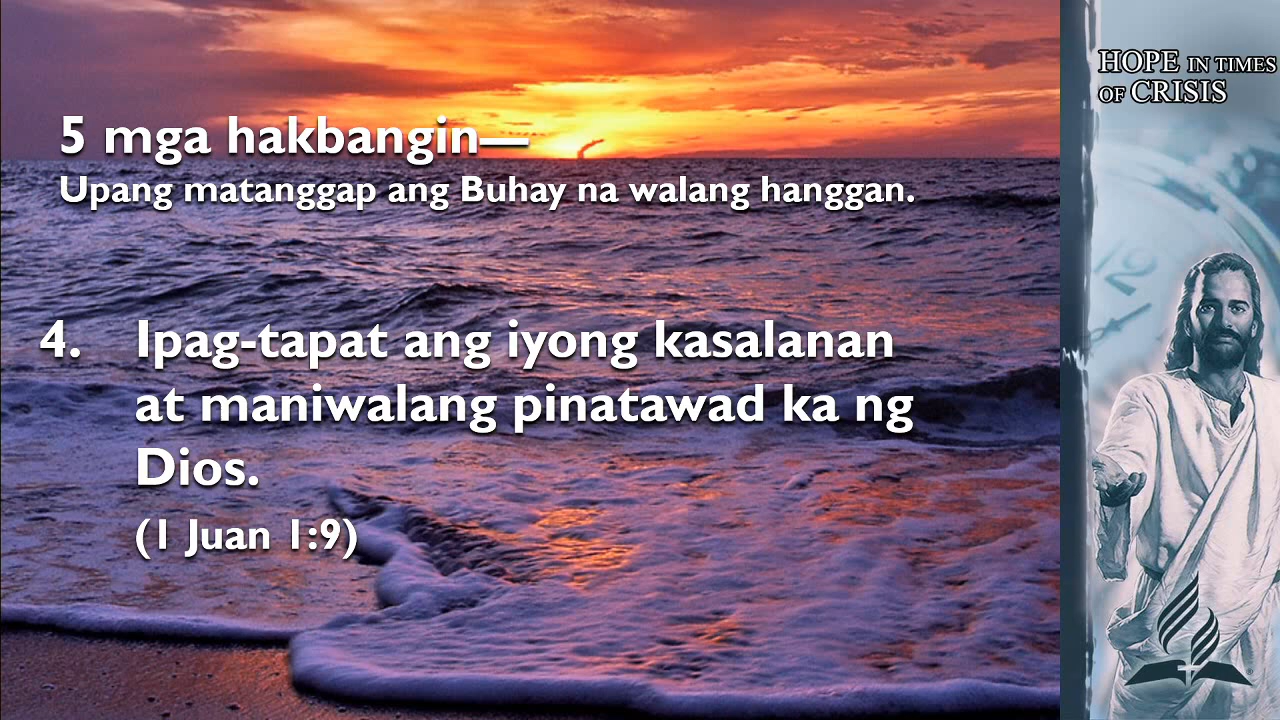 5 mga hakbangin—
Upang matanggap ang Buhay na walang hanggan.
4. Ipag-tapat ang iyong kasalanan
at maniwalang pinatawad ka ng
Dios.
(1 Juan 1:9)
HOPE IN TIMES
OF CRISIS